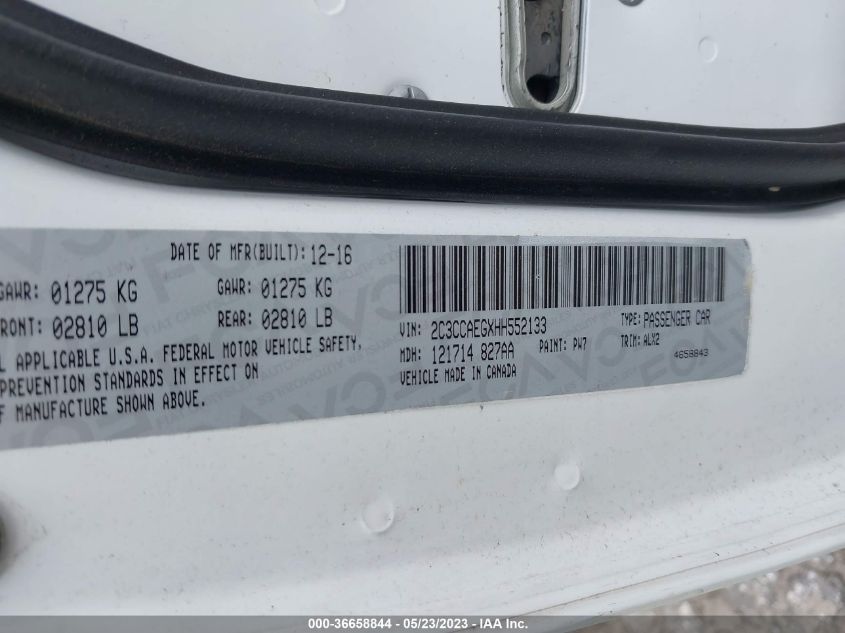 DATE OF MFR(BUILT): 12-16
GAWR: 01275 KG GAWR: 01275 KG
FRONT: 02810 LB REAR: 02810 LB
APPLICABLE U.S.A. FEDERAL MOTOR VEHICLE SAFETY,
PREVENTION STANDARDS IN EFFECT ON
MANUFACTURE SHOWN ABOVE.
VIN: 2C3CCAEGXHH552133 TYPE: PASSENGER CAR
MDH: 121714 827AA PAINT: PW7 TRIM: ALX2
VEHICLE MADE IN CANADA 4658843
000-36658844 - 05/23/2023 - IAA Inc.